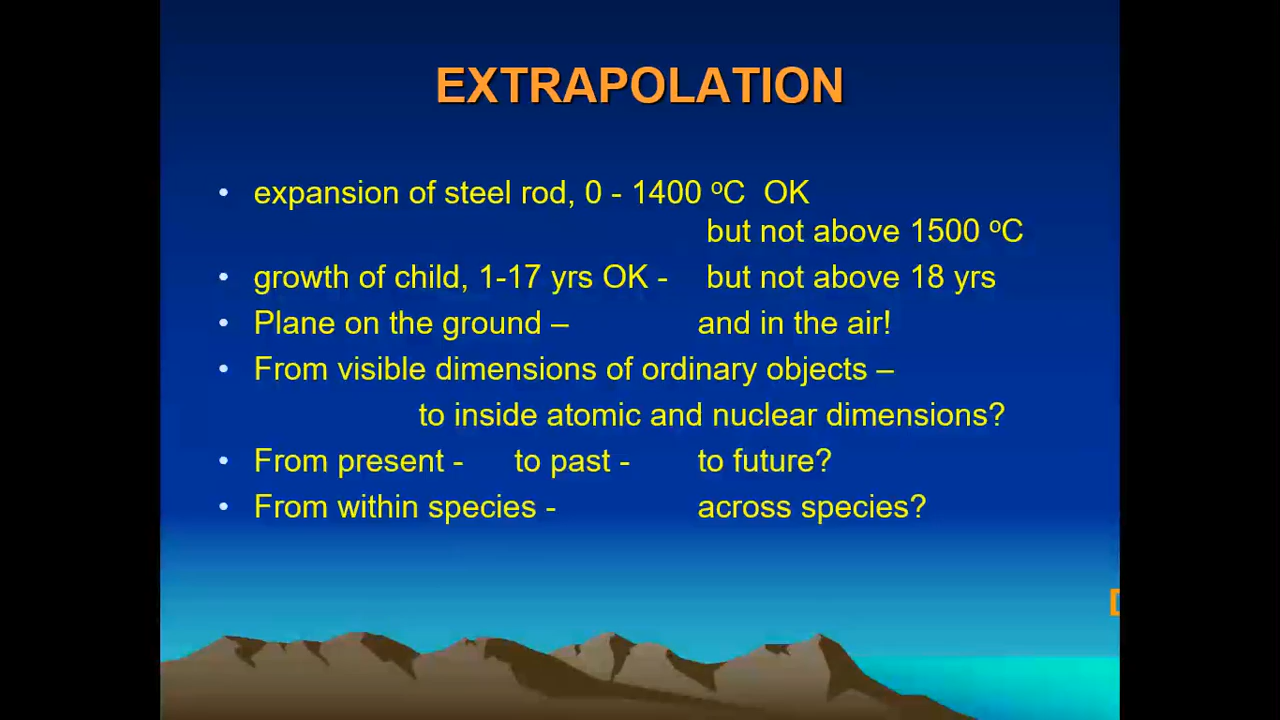 EXTRAPOLATION
• expansion of steel rod, 0 - 1400 ºC OK
but not above 1500 ºC
• growth of child, 1-17 yrs OK - but not above 18 yrs
• Plane on the ground – and in the air!
• From visible dimensions of ordinary objects –
to inside atomic and nuclear dimensions?
• From present - to past - to future?
• From within species - across species?